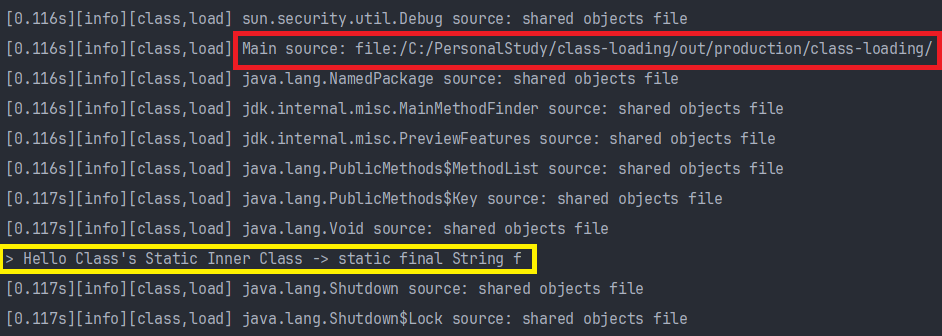 [0.116s][info][class,load] sun.security.util.Debug source: shared objects file
[0.116s][info][class,load] Main source: file:/C:/PersonalStudy/class-loading/out/production/class-loading/
[0.116s][info][class,load] java.lang.NamedPackage source: shared objects file
[0.116s][info][class,load] jdk.internal.misc.MainMethodFinder source: shared objects file
[0.116s][info][class,load] jdk.internal.misc.PreviewFeatures source: shared objects file
[0.116s][info][class,load] java.lang.PublicMethods$MethodList source: shared objects file
[0.117s][info][class,load] java.lang.PublicMethods$Key source: shared objects file
[0.117s][info][class,load] java.lang.Void source: shared objects file
> Hello Class's Static Inner Class -> static final String f
[0.117s][info][class,load] java.lang.Shutdown source: shared objects file
[0.117s][info][class,load] java.lang.Shutdown$Lock source: shared objects file